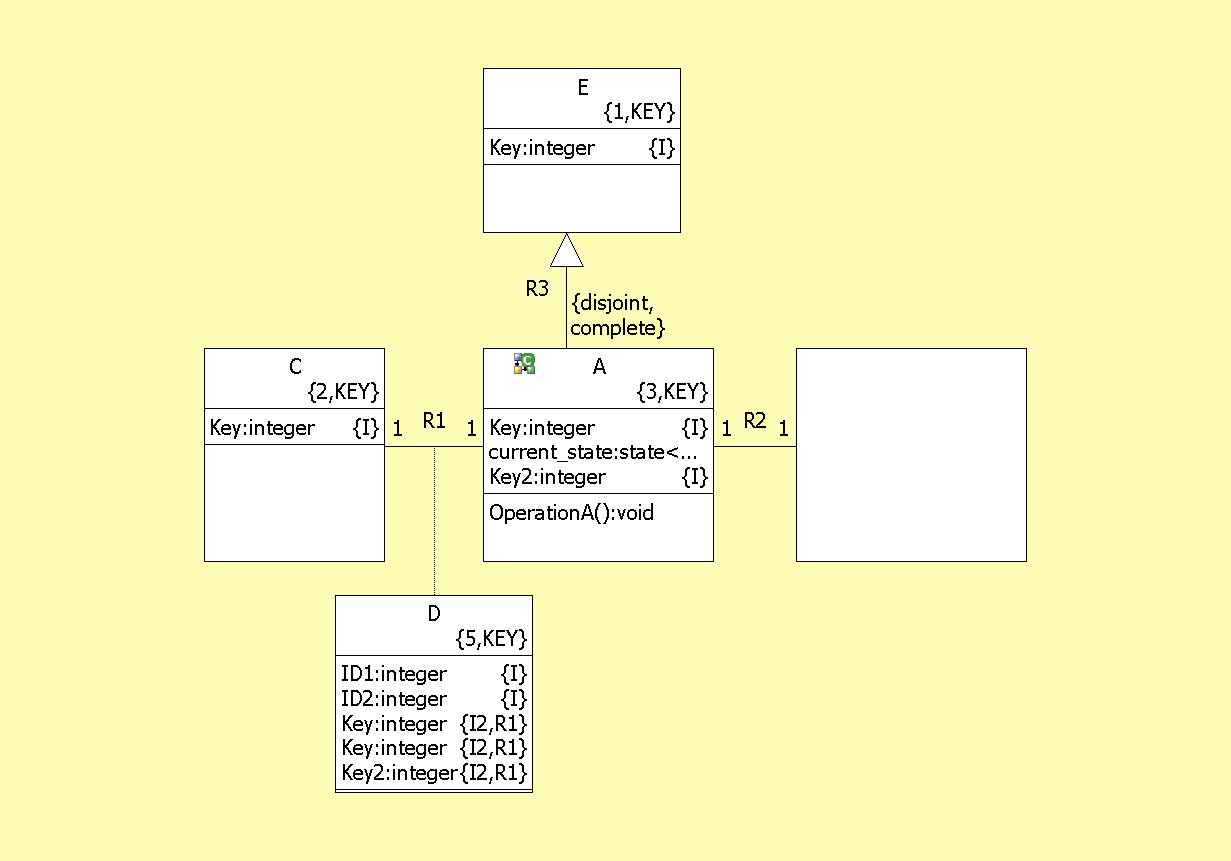 E
{1,KEY}
Key:integer {I}
R3
{disjoint,
complete}
C
{2,KEY}
Key:integer {I}
1 R1 1
A
{3,KEY}
Key:integer {I}
current_state:state<...
Key2:integer {I}
OperationA():void
1 R2 1
D
{5,KEY}
ID1:integer {I}
ID2:integer {I}
Key:integer {I2,R1}
Key:integer {I2,R1}
Key2:integer{I2,R1}